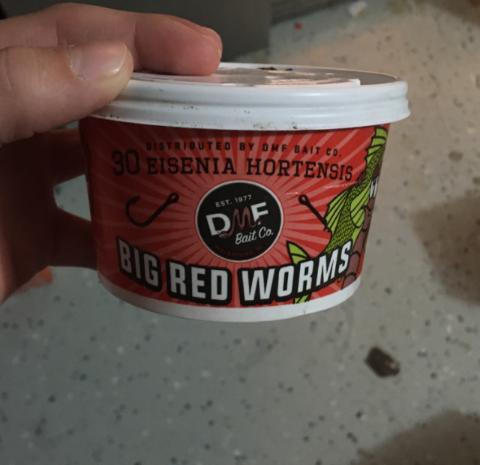 DISTRIBUTED BY DMF BAIT CO.
30 EISENIA HORTENSIS
EST. 1977
DMF
Bait Co.
BIG RED WORMS